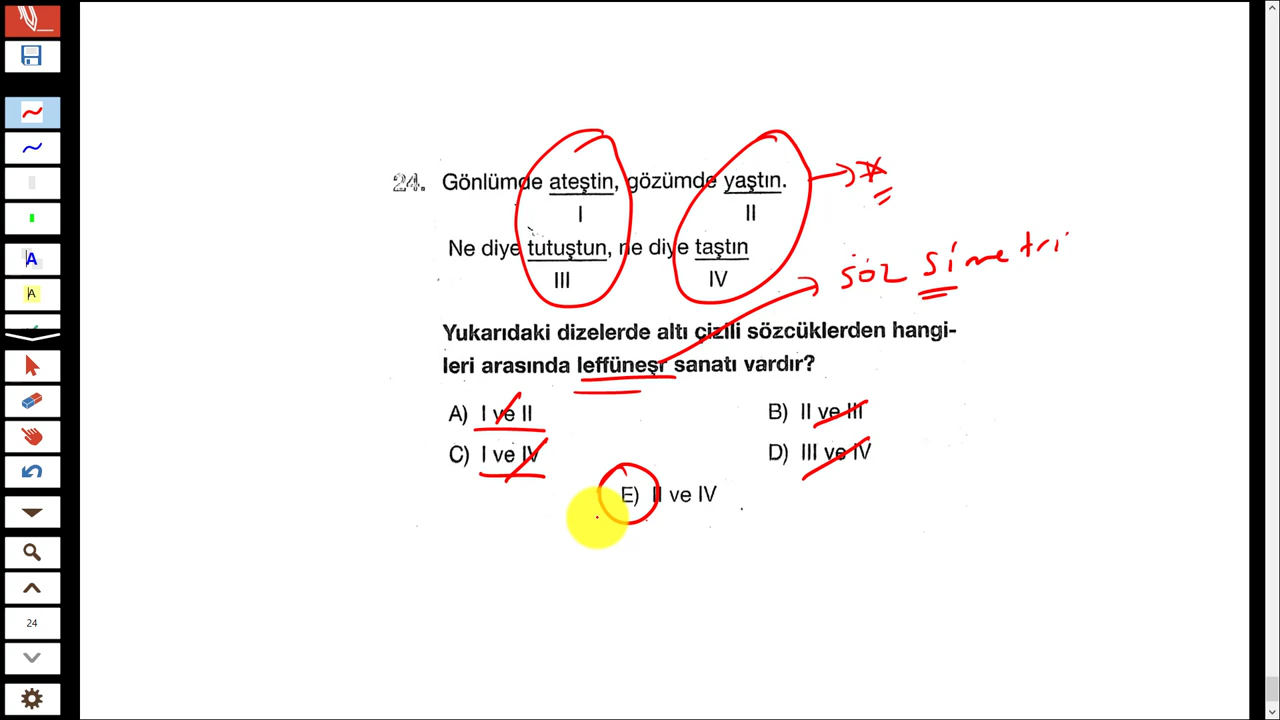 24. Gönlümde ateştin, gözümde yaştın.
I II
Ne diye tutuştun, ne diye taştın
III IV
söz simetri
Yukarıdaki dizelerde altı çizili sözcüklerden hangi-
leri arasında leffüneşr sanatı vardır?
A) I ve II B) II ve III
C) I ve IV D) III ve IV
E) II ve IV
A
A
24